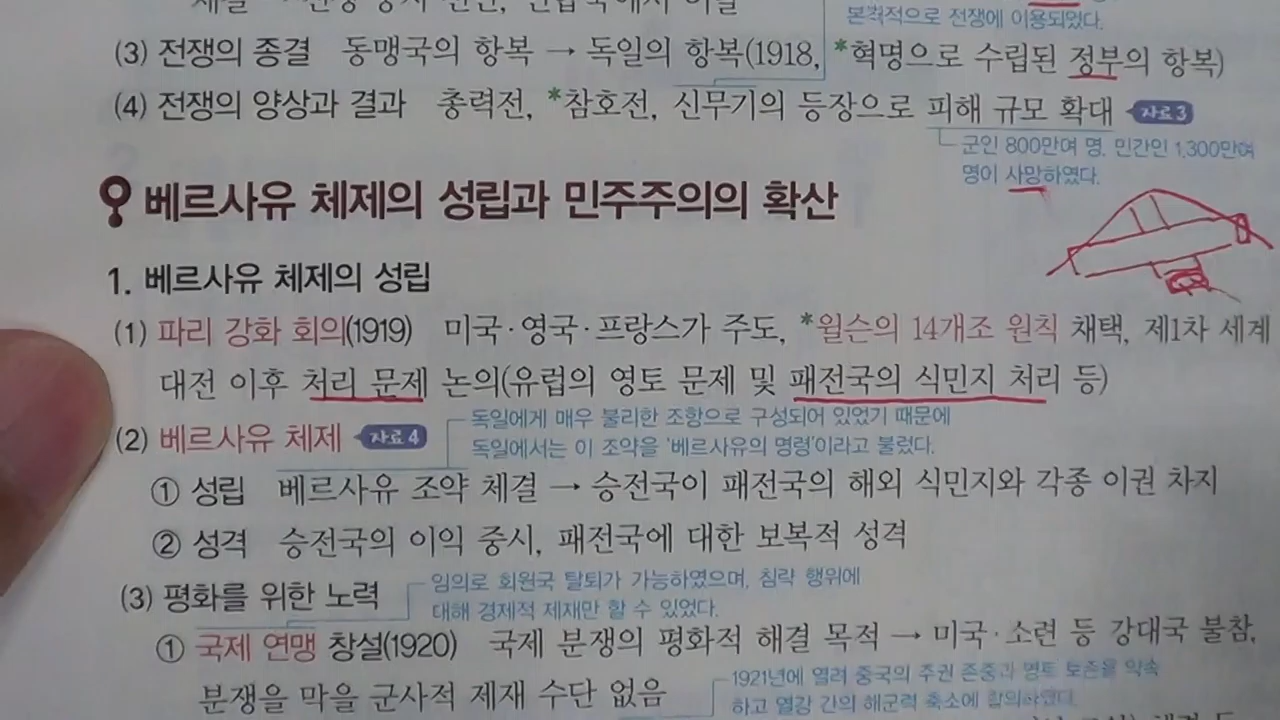 본격적으로 전쟁에 이용되었다.
(3) 전쟁의 종결 동맹국의 항복 → 독일의 항복(1918, *혁명으로 수립된 정부의 항복)
(4) 전쟁의 양상과 결과 총력전, *참호전, 신무기의 등장으로 피해 규모 확대 자료 3
군인 800만여 명, 민간인 1,300만여
명이 사망하였다.
베르사유 체제의 성립과 민주주의의 확산
1. 베르사유 체제의 성립
(1) 파리 강화 회의(1919) 미국·영국·프랑스가 주도, *윌슨의 14개조 원칙 채택, 제1차 세계
대전 이후 처리 문제 논의(유럽의 영토 문제 및 패전국의 식민지 처리 등)
독일에게 매우 불리한 조항으로 구성되어 있었기 때문에
(2) 베르사유 체제 자료 4
독일에서는 이 조약을 '베르사유의 명령'이라고 불렀다.
① 성립 베르사유 조약 체결 → 승전국이 패전국의 해외 식민지와 각종 이권 차지
② 성격 승전국의 이익 중시, 패전국에 대한 보복적 성격
임의로 회원국 탈퇴가 가능하였으며, 침략 행위에
(3) 평화를 위한 노력
대해 경제적 제재만 할 수 있었다.
① 국제 연맹 창설(1920) 국제 분쟁의 평화적 해결 목적 → 미국·소련 등 강대국 불참,
1921년에 열려 중국의 주권 존중과 영토 보존을 약속
분쟁을 막을 군사적 제재 수단 없음
하고 열강 간의 해군력 축소에 합의하였다.